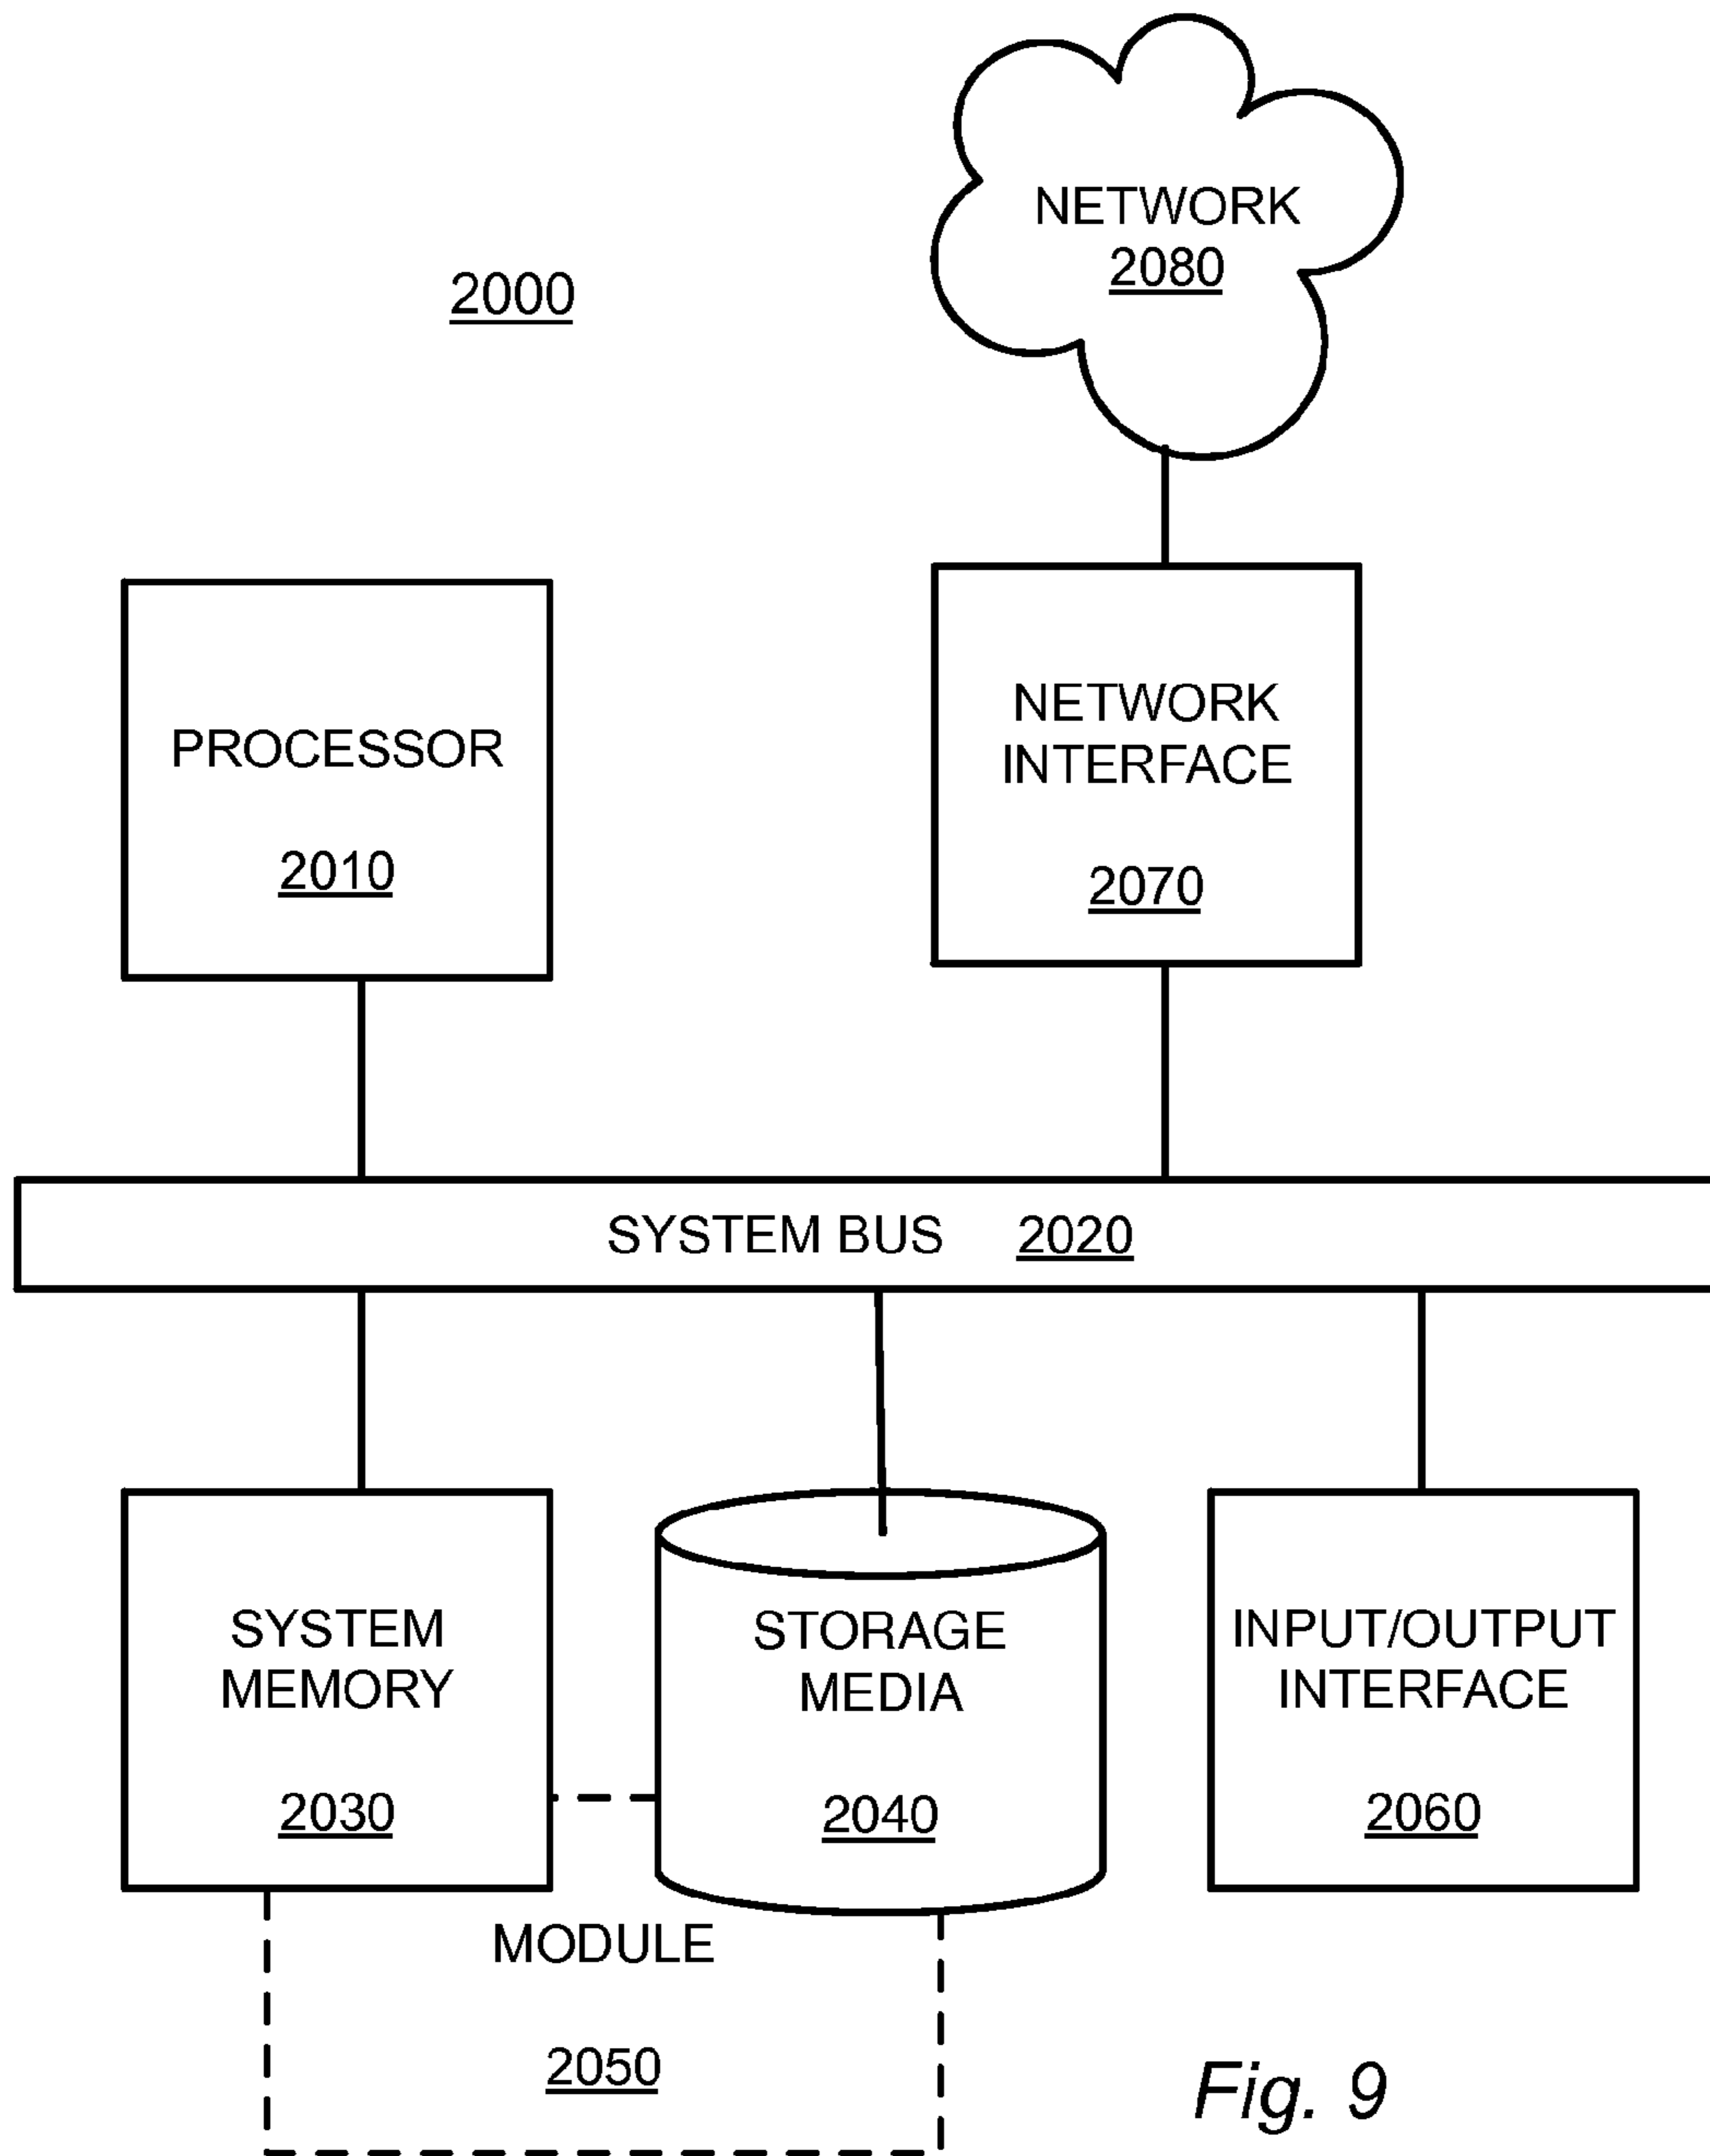 NETWORK
2080
2000
PROCESSOR
2010
NETWORK
INTERFACE
2070
SYSTEM BUS 2020
SYSTEM
MEMORY
2030
STORAGE
MEDIA
2040
INPUT/OUTPUT
INTERFACE
2060
MODULE
2050
Fig. 9